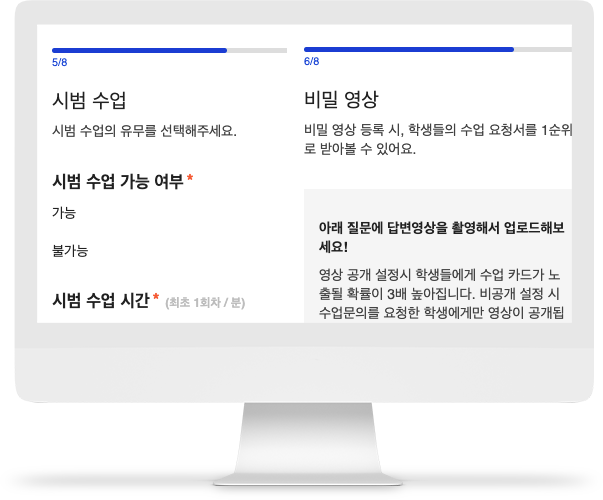 5/8
시범 수업
시범 수업의 유무를 선택해주세요.
시범 수업 가능 여부 *
가능
불가능
시범 수업 시간 * (최초 1회차 / 분)
6/8
비밀 영상
비밀 영상 등록 시, 학생들의 수업 요청서를 1순위
로 받아볼 수 있어요.
아래 질문에 답변영상을 촬영해서 업로드해보
세요!
영상 공개 설정시 학생들에게 수업 카드가 노
출될 확률이 3배 높아집니다. 비공개 설정 시
수업문의를 요청한 학생에게만 영상이 공개됩